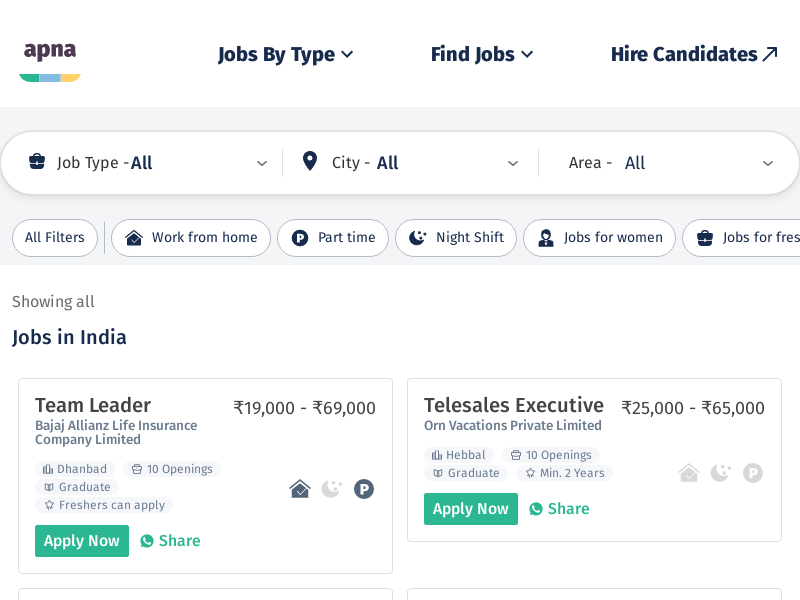 apna
Jobs By Type
Find Jobs
Hire Candidates
Job Type - All
City - All
Area - All
All Filters
Work from home
Part time
Night Shift
Jobs for women
Jobs for fres
Showing all
Jobs in India
Team Leader
₹19,000 - ₹69,000
Bajaj Allianz Life Insurance
Company Limited
Dhanbad
10 Openings
Graduate
Freshers can apply
P
Apply Now
Share
Telesales Executive
₹25,000 - ₹65,000
Orn Vacations Private Limited
Hebbal
10 Openings
Graduate
Min. 2 Years
P
Apply Now
Share